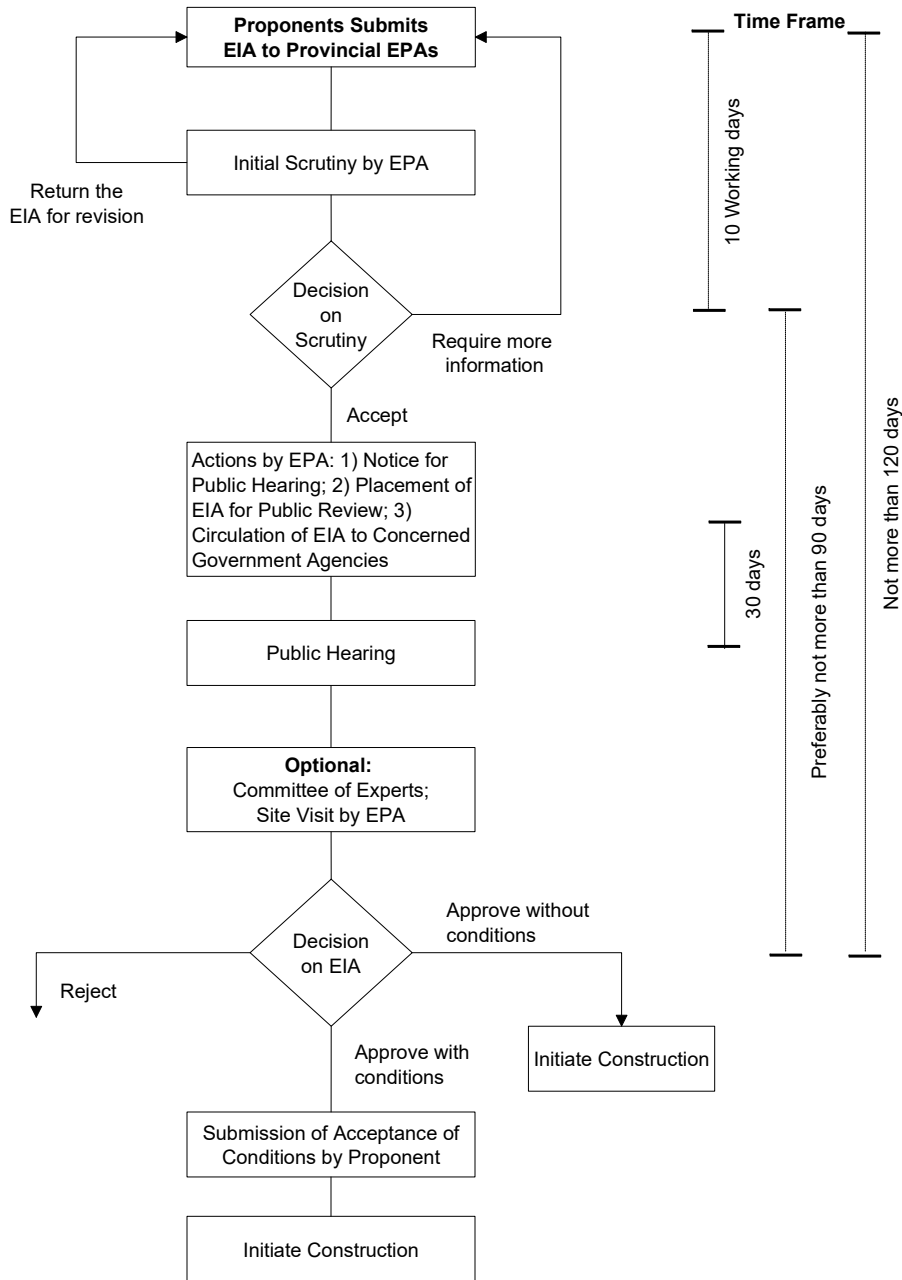 Proponents Submits
EIA to Provincial EPAs
Time Frame
Initial Scrutiny by EPA
Return the
EIA for revision
10 Working days
Decision
on
Scrutiny
Require more
information
Accept
Actions by EPA: 1) Notice for
Public Hearing; 2) Placement of
EIA for Public Review; 3)
Circulation of EIA to Concerned
Government Agencies
30 days
Preferably not more than 90 days
Not more than 120 days
Public Hearing
Optional:
Committee of Experts;
Site Visit by EPA
Decision
on EIA
Approve without
conditions
Reject
Initiate Construction
Approve with
conditions
Submission of Acceptance of
Conditions by Proponent
Initiate Construction